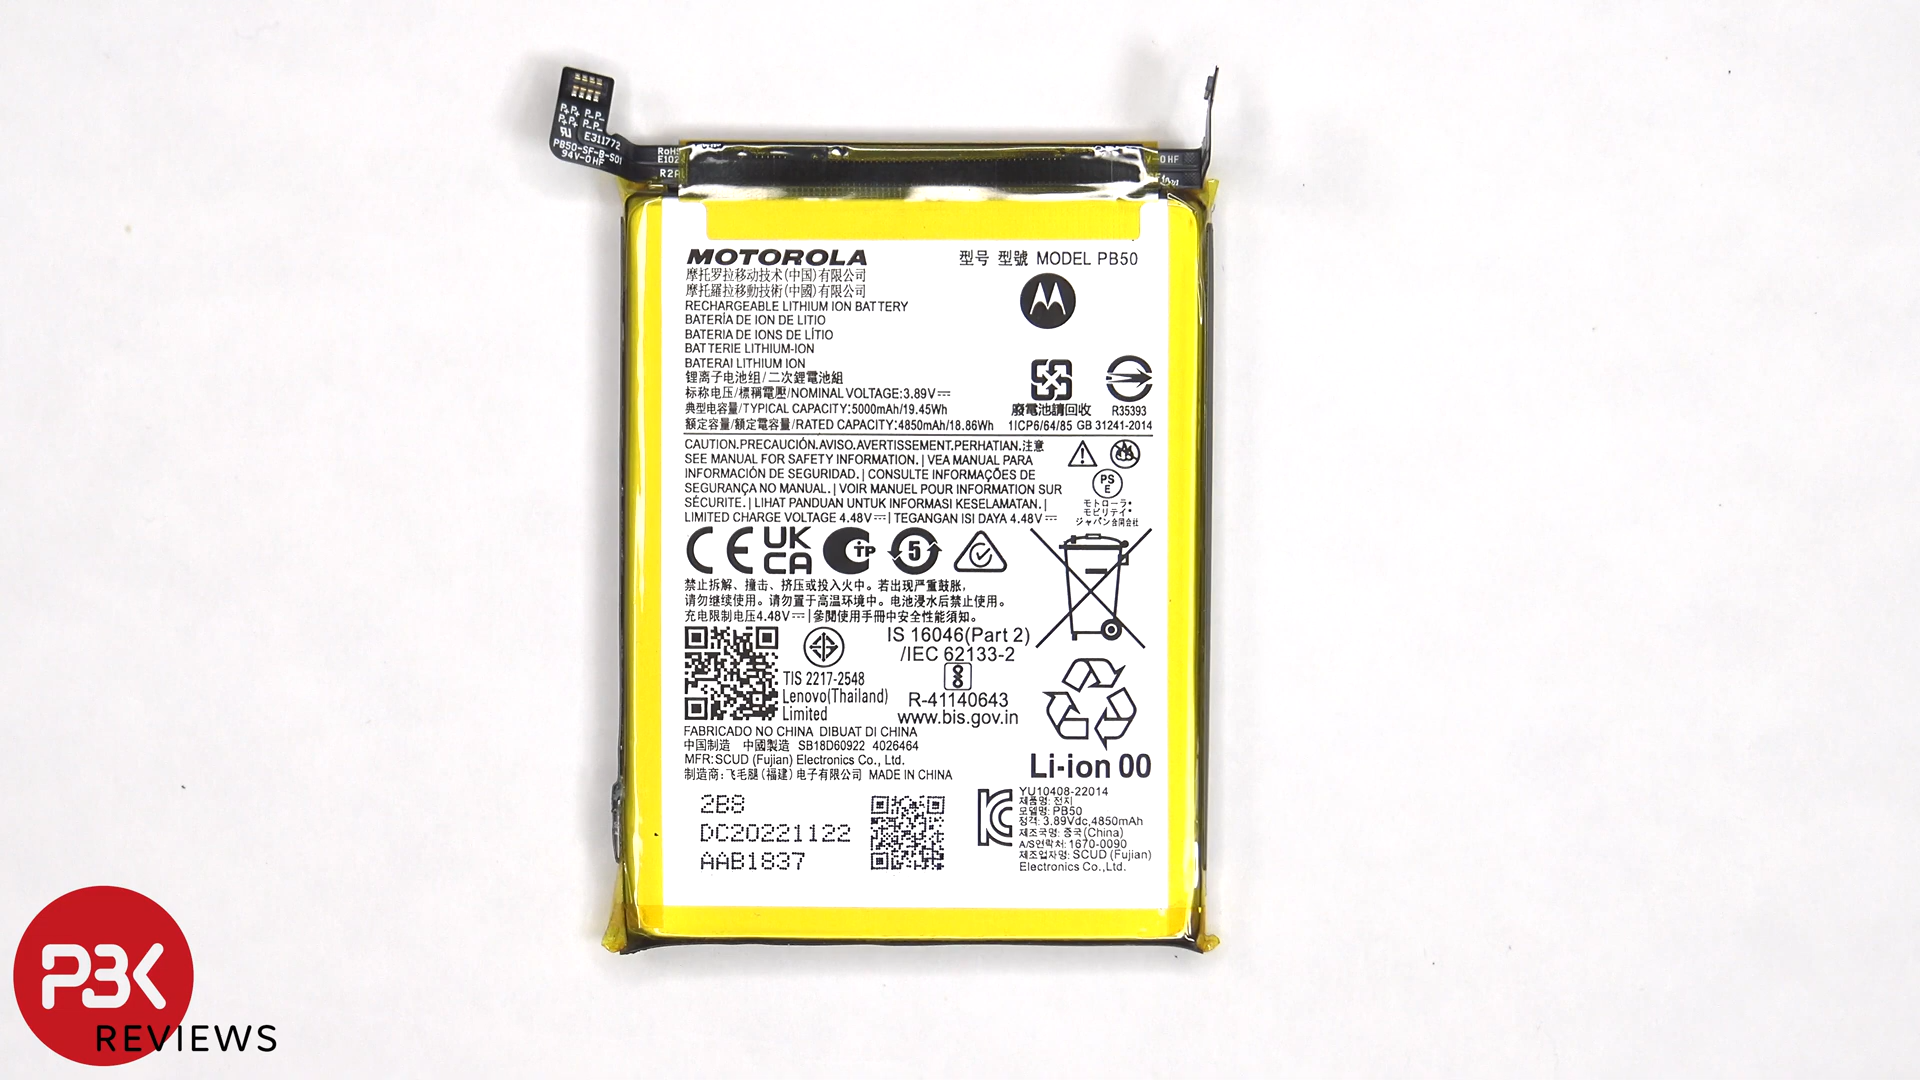 P+P+ P-P-
P+P+ P-P-
E311772
PB50-SF-B-S01
94V-0 HF
V-0 HF
MOTOROLA
型号 型號 MODEL PB50
摩托罗拉移动技术(中国)有限公司
摩托羅拉移動技術(中國)有限公司
RECHARGEABLE LITHIUM ION BATTERY
BATERÍA DE ION DE LITIO
BATERIA DE IONS DE LÍTIO
BATTERIE LITHIUM-ION
BATERAI LITHIUM ION
锂离子电池组/二次鋰電池組
标称电压/標稱電壓/NOMINAL VOLTAGE:3.89V
典型电容量/TYPICAL CAPACITY:5000mAh/19.45Wh
額定容量/額定電容量/RATED CAPACITY:4850mAh/18.86Wh
廢電池請回收
R35393
1ICP6/64/85 GB 31241-2014
CAUTION.PRECAUCIÓN.AVISO.AVERTISSEMENT.PERHATIAN.注意
SEE MANUAL FOR SAFETY INFORMATION. | VEA MANUAL PARA
INFORMACIÓN DE SEGURIDAD. | CONSULTE INFORMAÇÕES DE
SEGURANÇA NO MANUAL. | VOIR MANUEL POUR INFORMATION SUR
SÉCURITE. | LIHAT PANDUAN UNTUK INFORMASI KESELAMATAN. |
LIMITED CHARGE VOLTAGE 4.48V | TEGANGAN ISI DAYA 4.48V
PS
E
モトローラ・
モビリティ・
ジャパン合同会社
CE UK
CA
TP
5
禁止拆解、撞击、挤压或投入火中。若出现严重鼓胀，
请勿继续使用。请勿置于高温环境中。电池浸水后禁止使用。
充电限制电压4.48V | 參閱使用手冊中安全性能須知。
IS 16046(Part 2)
/IEC 62133-2
TIS 2217-2548
Lenovo(Thailand)
Limited
R-41140643
www.bis.gov.in
FABRICADO NO CHINA DIBUAT DI CHINA
中国制造 中國製造 SB18D60922 4026464
MFR:SCUD (Fujian) Electronics Co., Ltd.
制造商:飞毛腿(福建)电子有限公司 MADE IN CHINA
Li-ion 00
2B8
DC20221122
AAB1837
YU10408-22014
제품명: 전지
모델명: PB50
정격: 3.89Vdc,4850mAh
제조국명: 중국(China)
A/S연락처: 1670-0090
제조업자명: SCUD (Fujian)
Electronics Co.,Ltd.
PBK
REVIEWS